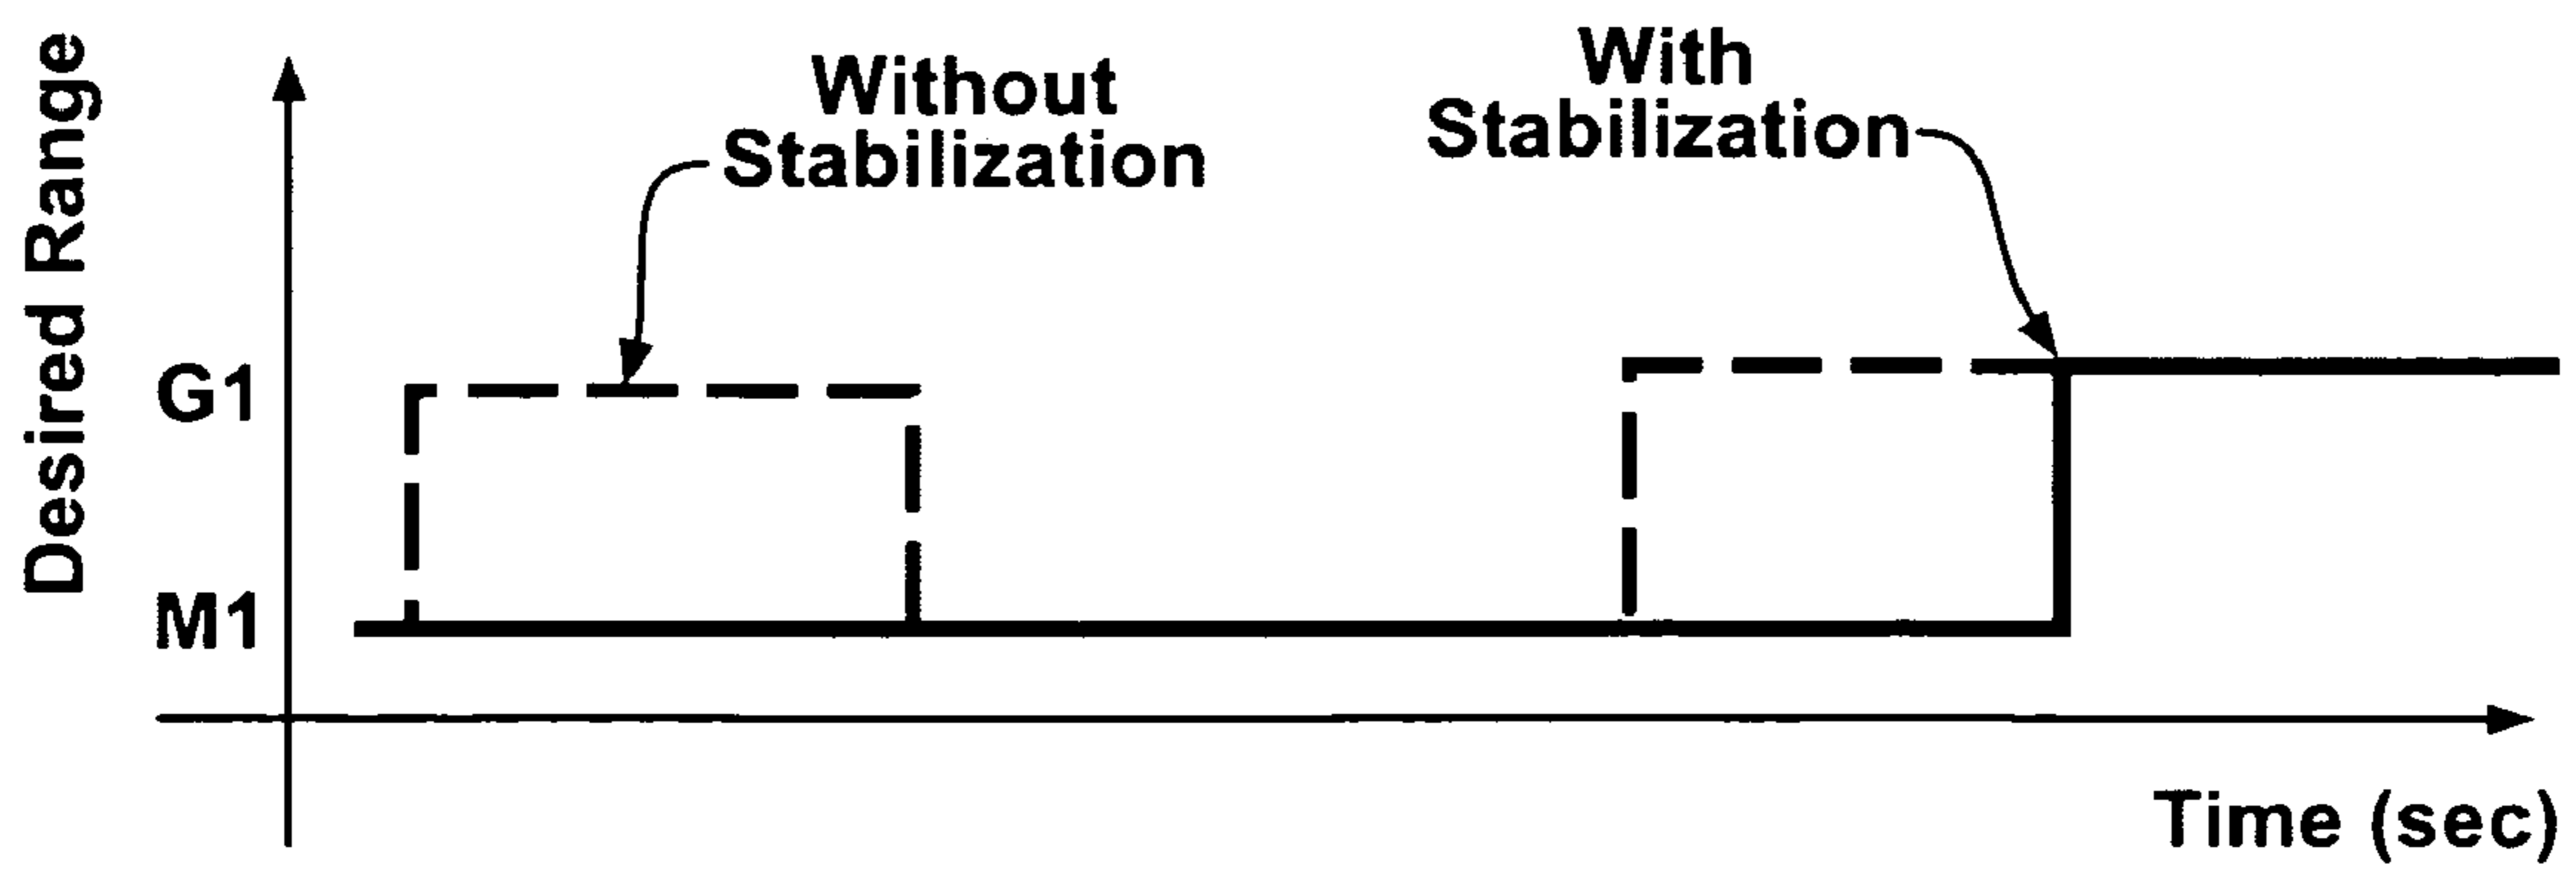 Desired Range
Without
Stabilization
With
Stabilization
G1
M1
Time (sec)